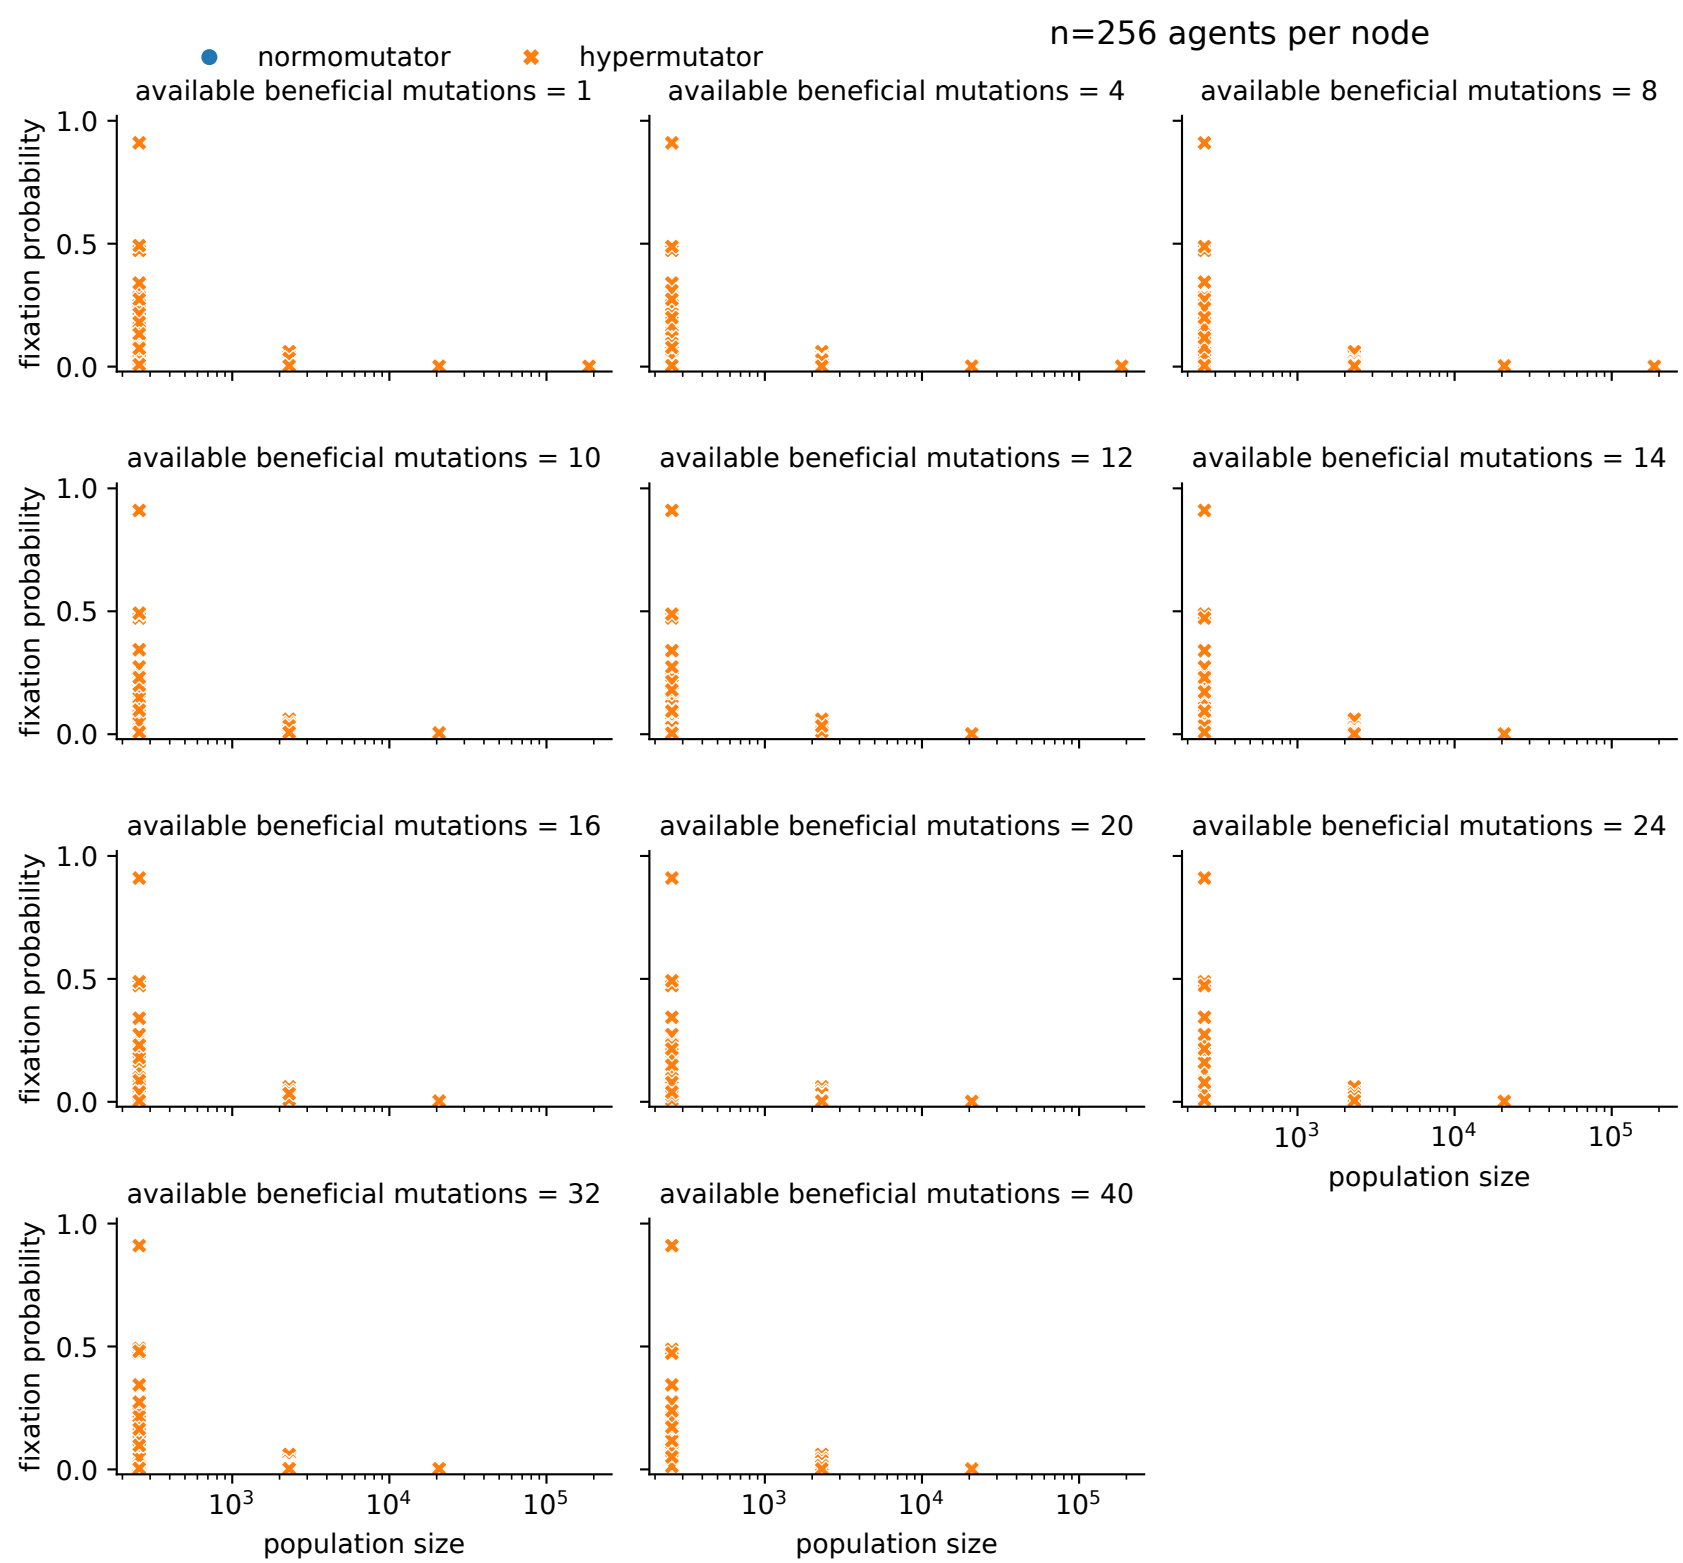 n=256 agents per node
normomutator hypermutator
available beneficial mutations = 1
available beneficial mutations = 4
available beneficial mutations = 8
fixation probability
1.0
0.5
0.0
available beneficial mutations = 10
available beneficial mutations = 12
available beneficial mutations = 14
fixation probability
1.0
0.5
0.0
available beneficial mutations = 16
available beneficial mutations = 20
available beneficial mutations = 24
fixation probability
1.0
0.5
0.0
10³ 10⁴ 10⁵
population size
available beneficial mutations = 32
available beneficial mutations = 40
fixation probability
1.0
0.5
0.0
10³ 10⁴ 10⁵
population size
10³ 10⁴ 10⁵
population size